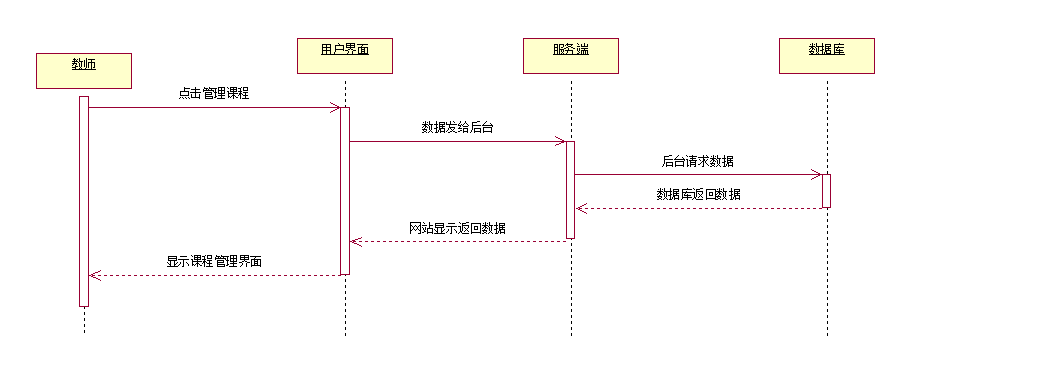 教师
用户界面
服务端
数据库
点击管理课程
数据发给后台
后台请求数据
数据库返回数据
网站显示返回数据
显示课程管理界面